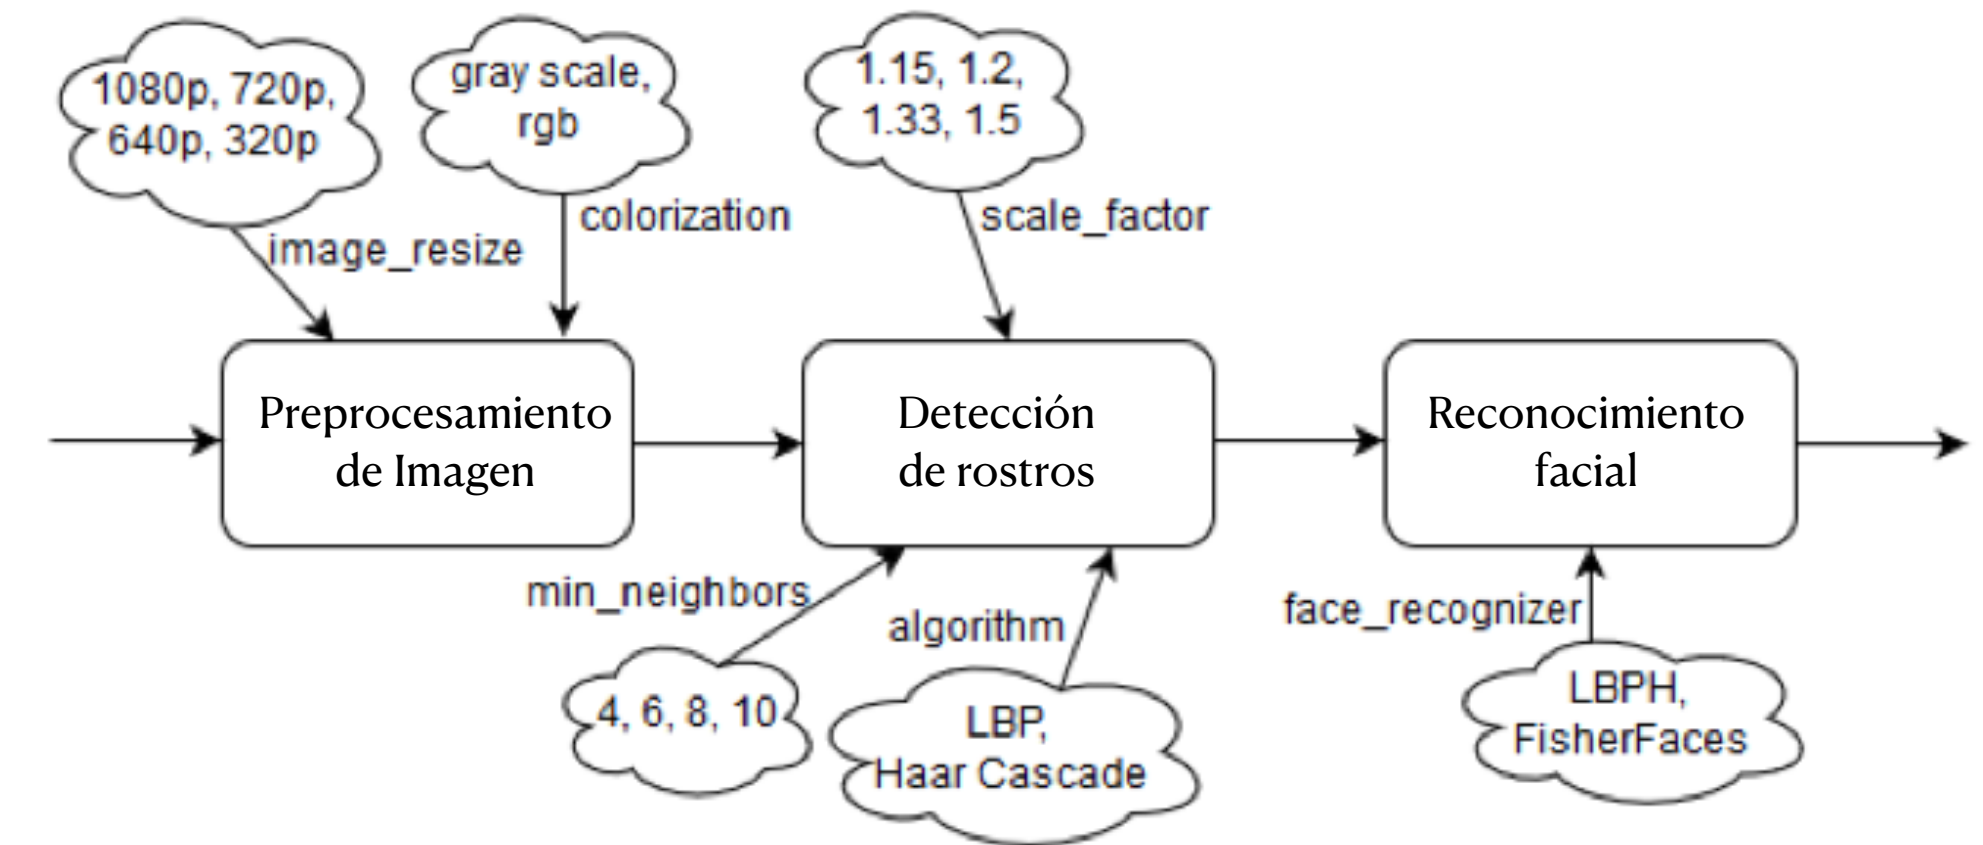 1080p, 720p,
640p, 320p
gray scale,
rgb
1.15, 1.2,
1.33, 1.5
image_resize
colorization
scale_factor
Preprocesamiento
de Imagen
Detección
de rostros
Reconocimiento
facial
min_neighbors
algorithm
face_recognizer
4, 6, 8, 10
LBP,
Haar Cascade
LBPH,
FisherFaces